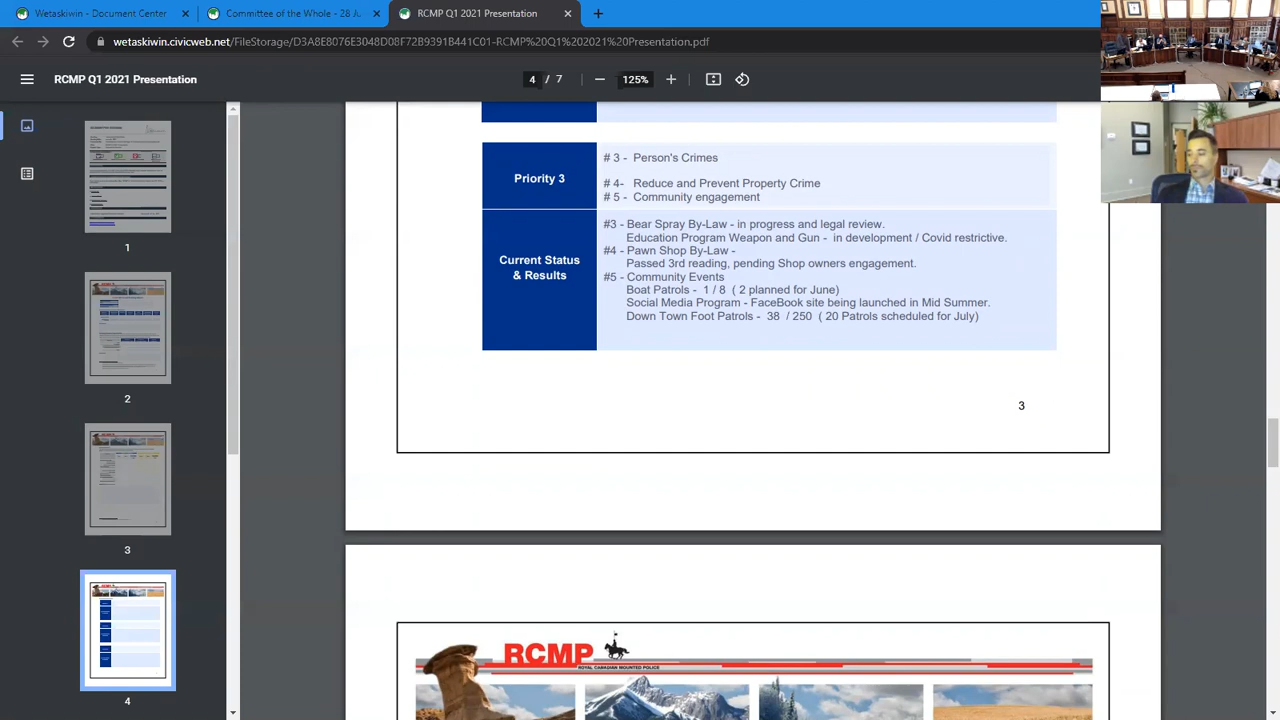 Wetaskiwin - Document Center
Committee of the Whole - 28 Ju
RCMP Q1 2021 Presentation
wetaskiwin.civicweb.net/FileStorage/D3A8E8076E3048D08F72B93313441C01-RCMP%20Q1%202021%20Presentation.pdf
RCMP Q1 2021 Presentation
4 / 7
125%
1
2
3
4
Priority 3
# 3 - Person's Crimes
# 4- Reduce and Prevent Property Crime
# 5 - Community engagement
Current Status
& Results
#3 - Bear Spray By-Law - in progress and legal review.
Education Program Weapon and Gun - in development / Covid restrictive.
#4 - Pawn Shop By-Law -
Passed 3rd reading, pending Shop owners engagement.
#5 - Community Events
Boat Patrols - 1 / 8 ( 2 planned for June)
Social Media Program - FaceBook site being launched in Mid Summer.
Down Town Foot Patrols - 38 / 250 ( 20 Patrols scheduled for July)
3
RCMP
ROYAL CANADIAN MOUNTED POLICE